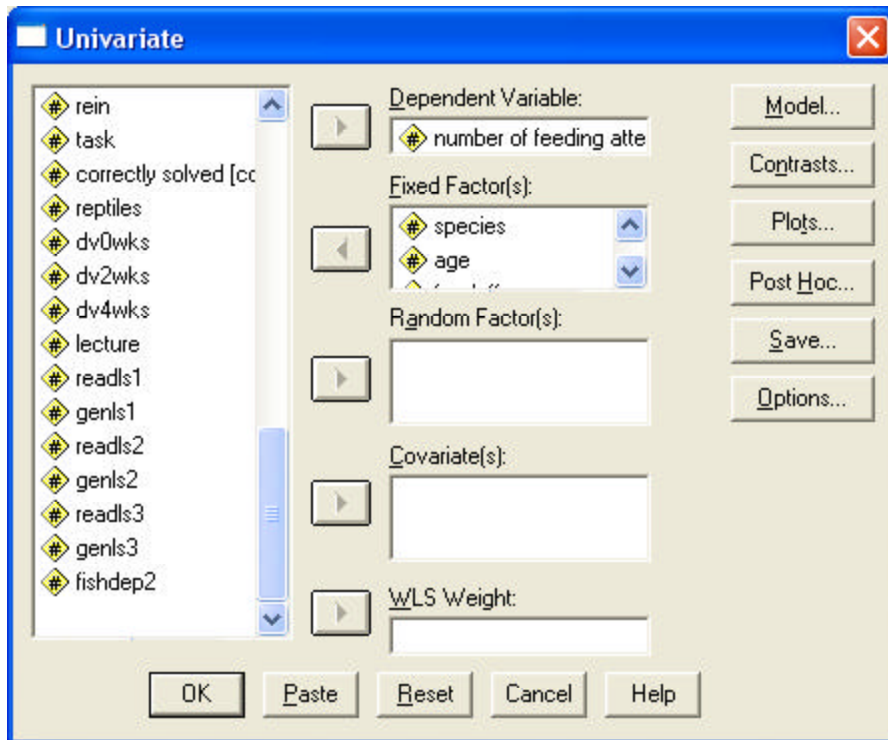 Univariate
rein
task
correctly solved [co
reptiles
dv0wks
dv2wks
dv4wks
lecture
readls1
genls1
readls2
genls2
readls3
genls3
fishdep2
Dependent Variable:
number of feeding atte
Fixed Factor(s):
species
age
Random Factor(s):
Covariate(s):
WLS Weight:
Model...
Contrasts...
Plots...
Post Hoc...
Save...
Options...
OK
Paste
Reset
Cancel
Help